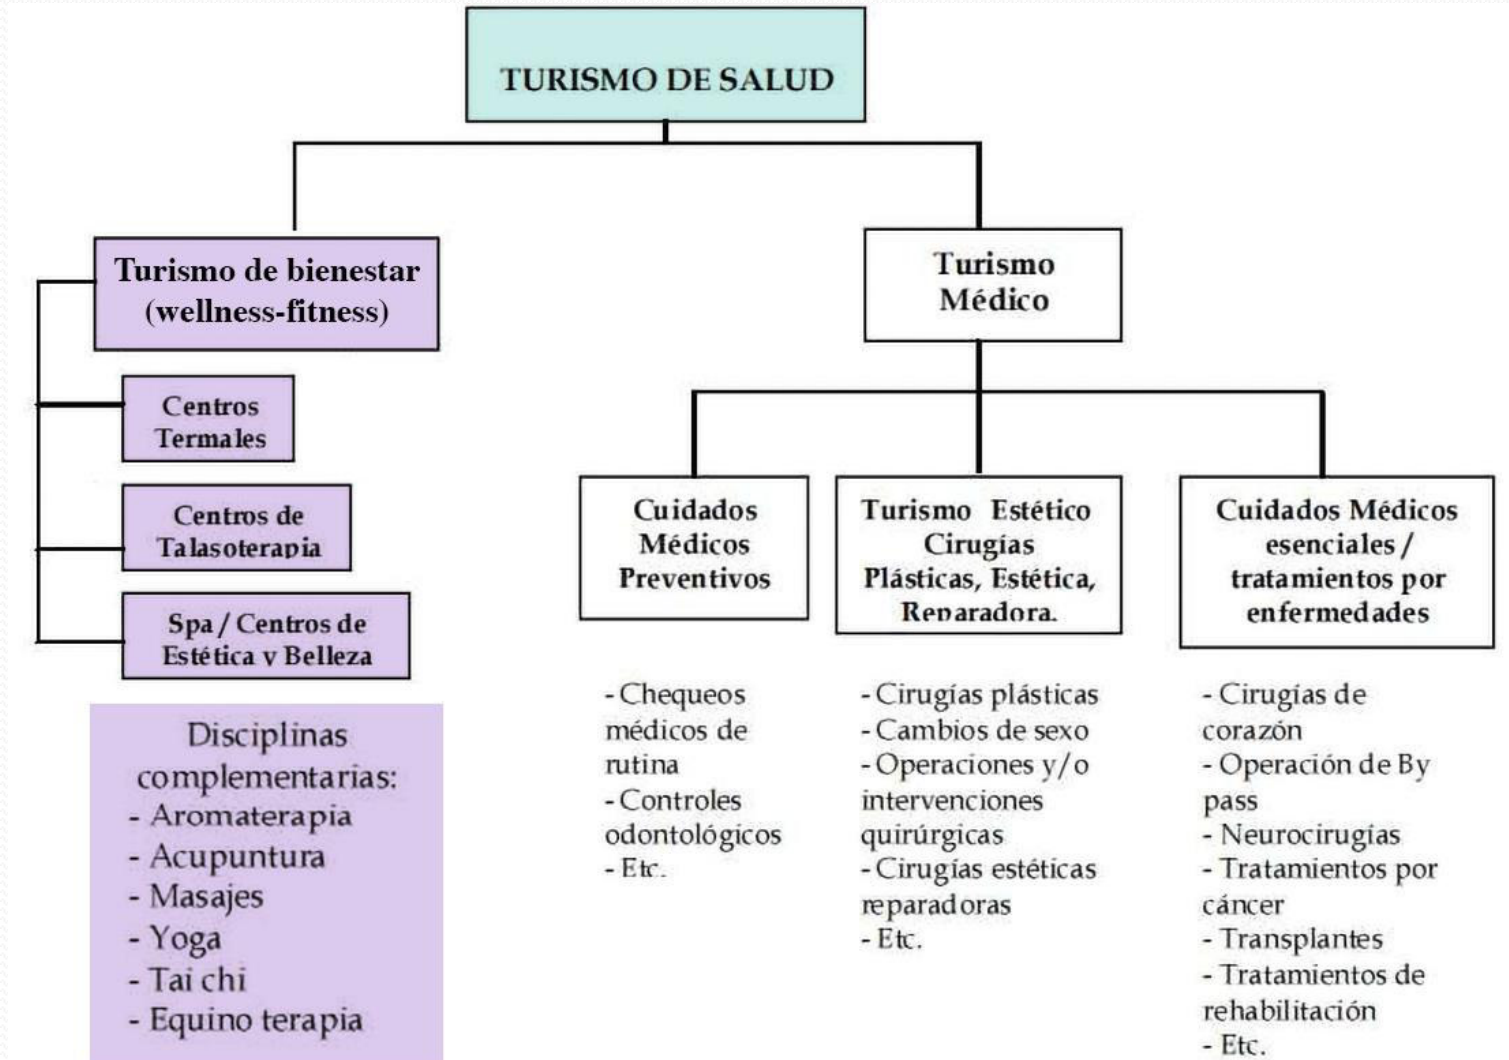 TURISMO DE SALUD
Turismo de bienestar
(wellness-fitness)
Centros
Termales
Centros de
Talasoterapia
Spa / Centros de
Estética y Belleza
Disciplinas
complementarias:
- Aromaterapia
- Acupuntura
- Masajes
- Yoga
- Tai chi
- Equino terapia
Turismo
Médico
Cuidados
Médicos
Preventivos
- Chequeos
médicos de
rutina
- Controles
odontológicos
- Etc.
Turismo Estético
Cirugías
Plásticas, Estética,
Reparadora.
- Cirugías plásticas
- Cambios de sexo
- Operaciones y/o
intervenciones
quirúrgicas
- Cirugías estéticas
reparadoras
- Etc.
Cuidados Médicos
esenciales /
tratamientos por
enfermedades
- Cirugías de
corazón
- Operación de By
pass
- Neurocirugías
- Tratamientos por
cáncer
- Transplantes
- Tratamientos de
rehabilitación
- Etc.